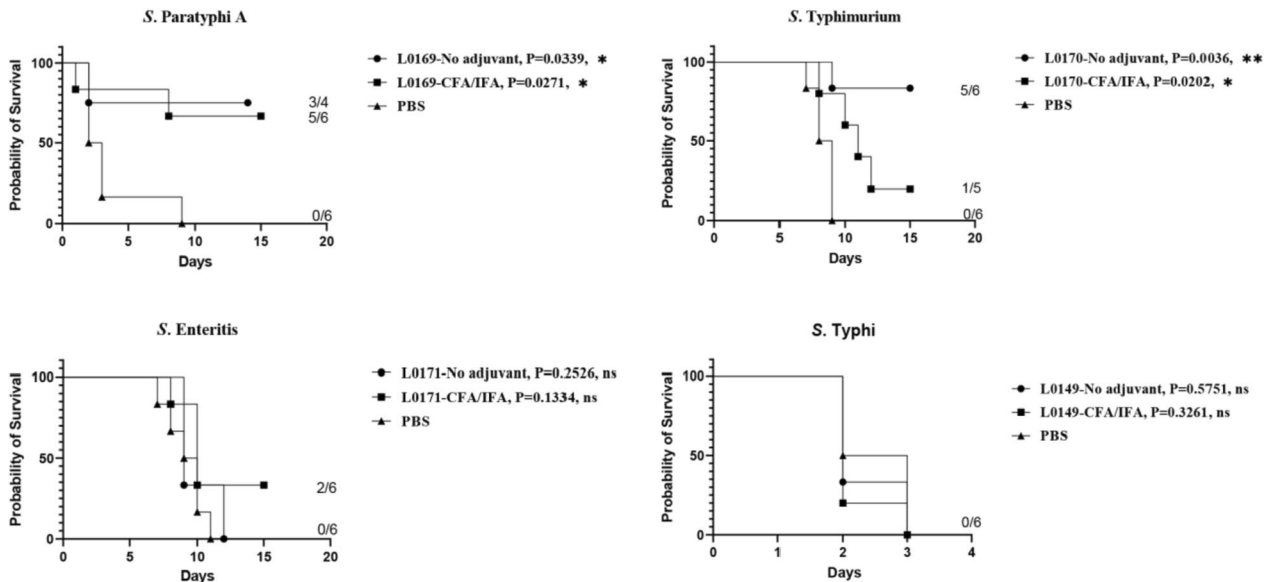 S. Paratyphi A
Probability of Survival
100
50
0
0 5 10 15 20
Days
3/4
5/6
0/6
L0169-No adjuvant, P=0.0339, *
L0169-CFA/IFA, P=0.0271, *
PBS
S. Typhimurium
Probability of Survival
100
50
0
0 5 10 15 20
Days
5/6
1/5
0/6
L0170-No adjuvant, P=0.0036, **
L0170-CFA/IFA, P=0.0202, *
PBS
S. Enteritis
Probability of Survival
100
50
0
0 5 10 15 20
Days
2/6
0/6
L0171-No adjuvant, P=0.2526, ns
L0171-CFA/IFA, P=0.1334, ns
PBS
S. Typhi
Probability of Survival
100
50
0
0 1 2 3 4
Days
0/6
L0149-No adjuvant, P=0.5751, ns
L0149-CFA/IFA, P=0.3261, ns
PBS